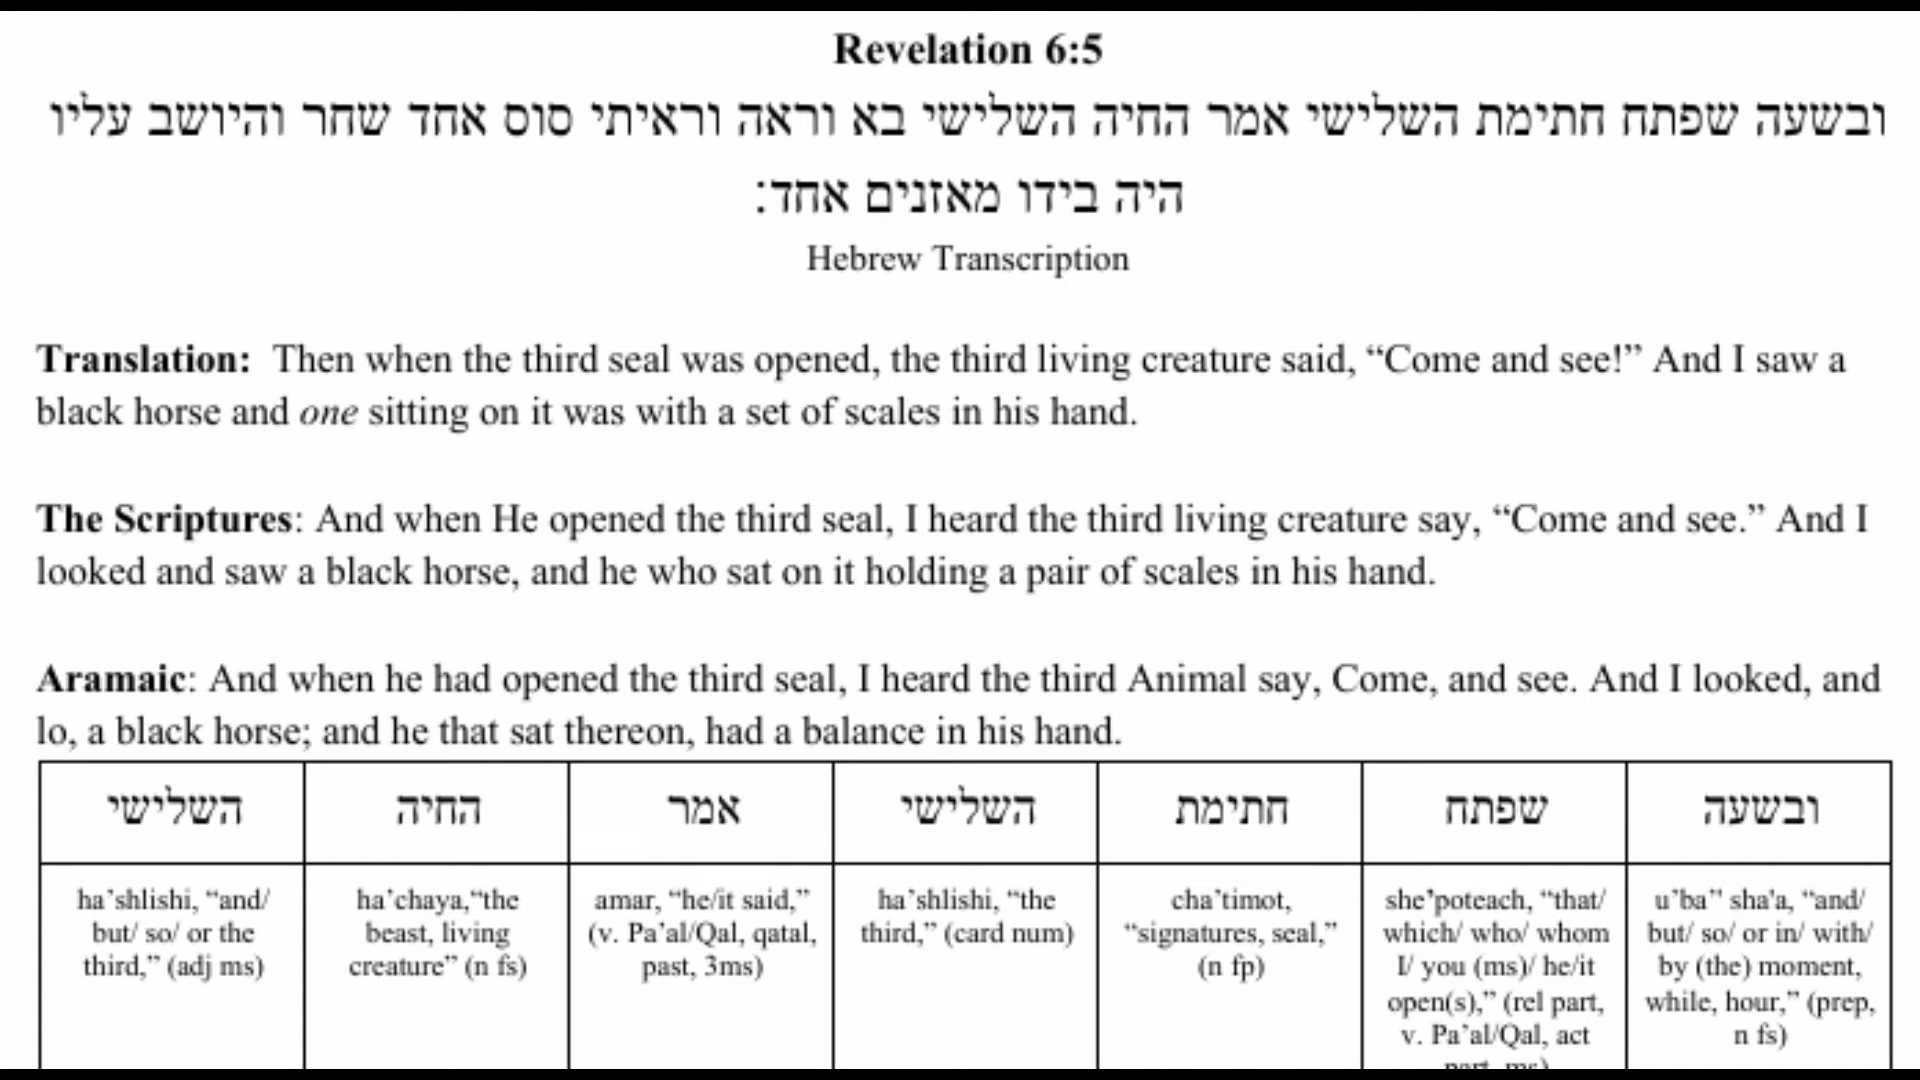 Revelation 6:5
ובשעה שפתח חתימת השלישי אמר החיה השלישי בא וראה וראיתי סוס אחד שחר והיושב עליו
היה בידו מאזנים אחד:
Hebrew Transcription
Translation: Then when the third seal was opened, the third living creature said, “Come and see!” And I saw a
black horse and one sitting on it was with a set of scales in his hand.
The Scriptures: And when He opened the third seal, I heard the third living creature say, “Come and see.” And I
looked and saw a black horse, and he who sat on it holding a pair of scales in his hand.
Aramaic: And when he had opened the third seal, I heard the third Animal say, Come, and see. And I looked, and
lo, a black horse; and he that sat thereon, had a balance in his hand.
ובשעה
שפתח
חתימת
השלישי
אמר
החיה
השלישי
u’ba” sha'a, “and/
but/ so/ or in/ with/
by (the) moment,
while, hour,” (prep,
n fs)
she’poteach, “that/
which/ who/ whom
I/ you (ms)/ he/it
open(s),” (rel part,
v. Pa’al/Qal, act
part, ms)
cha’timot,
“signatures, seal,”
(n fp)
ha’shlishi, “the
third,” (card num)
amar, “he/it said,”
(v. Pa’al/Qal, qatal,
past, 3ms)
ha’chaya,“the
beast, living
creature” (n fs)
ha’shlishi, “and/
but/ so/ or the
third,” (adj ms)